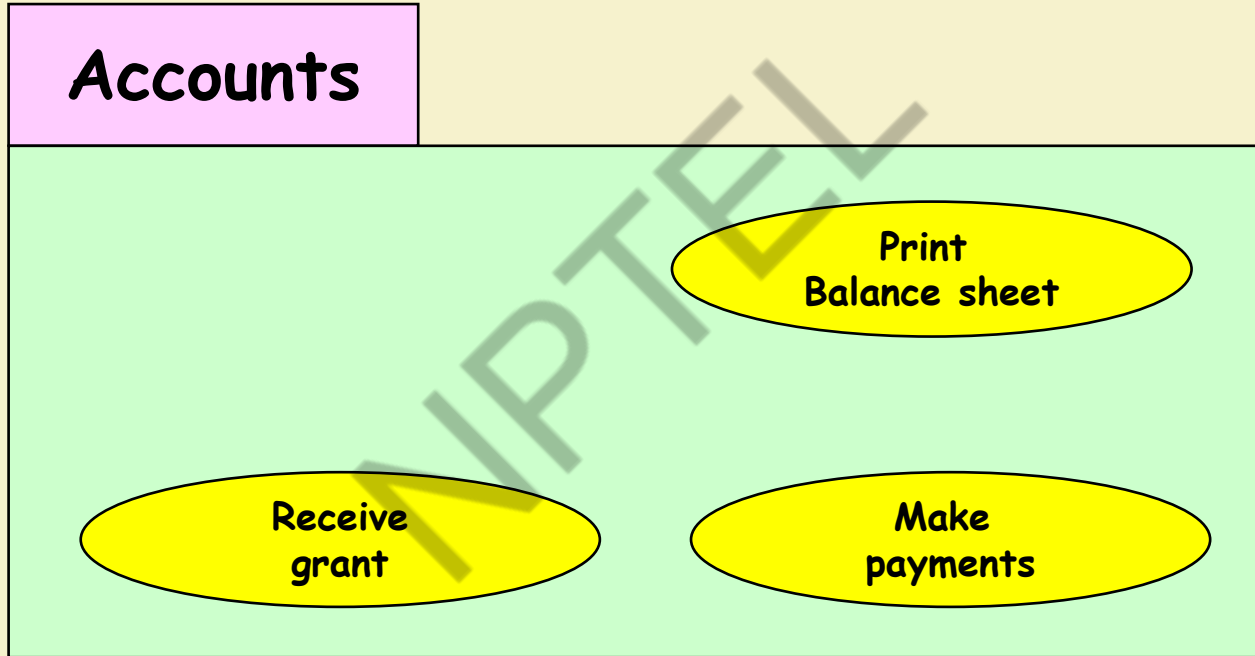 Accounts
Print
Balance sheet
Receive
grant
Make
payments
NPTEL